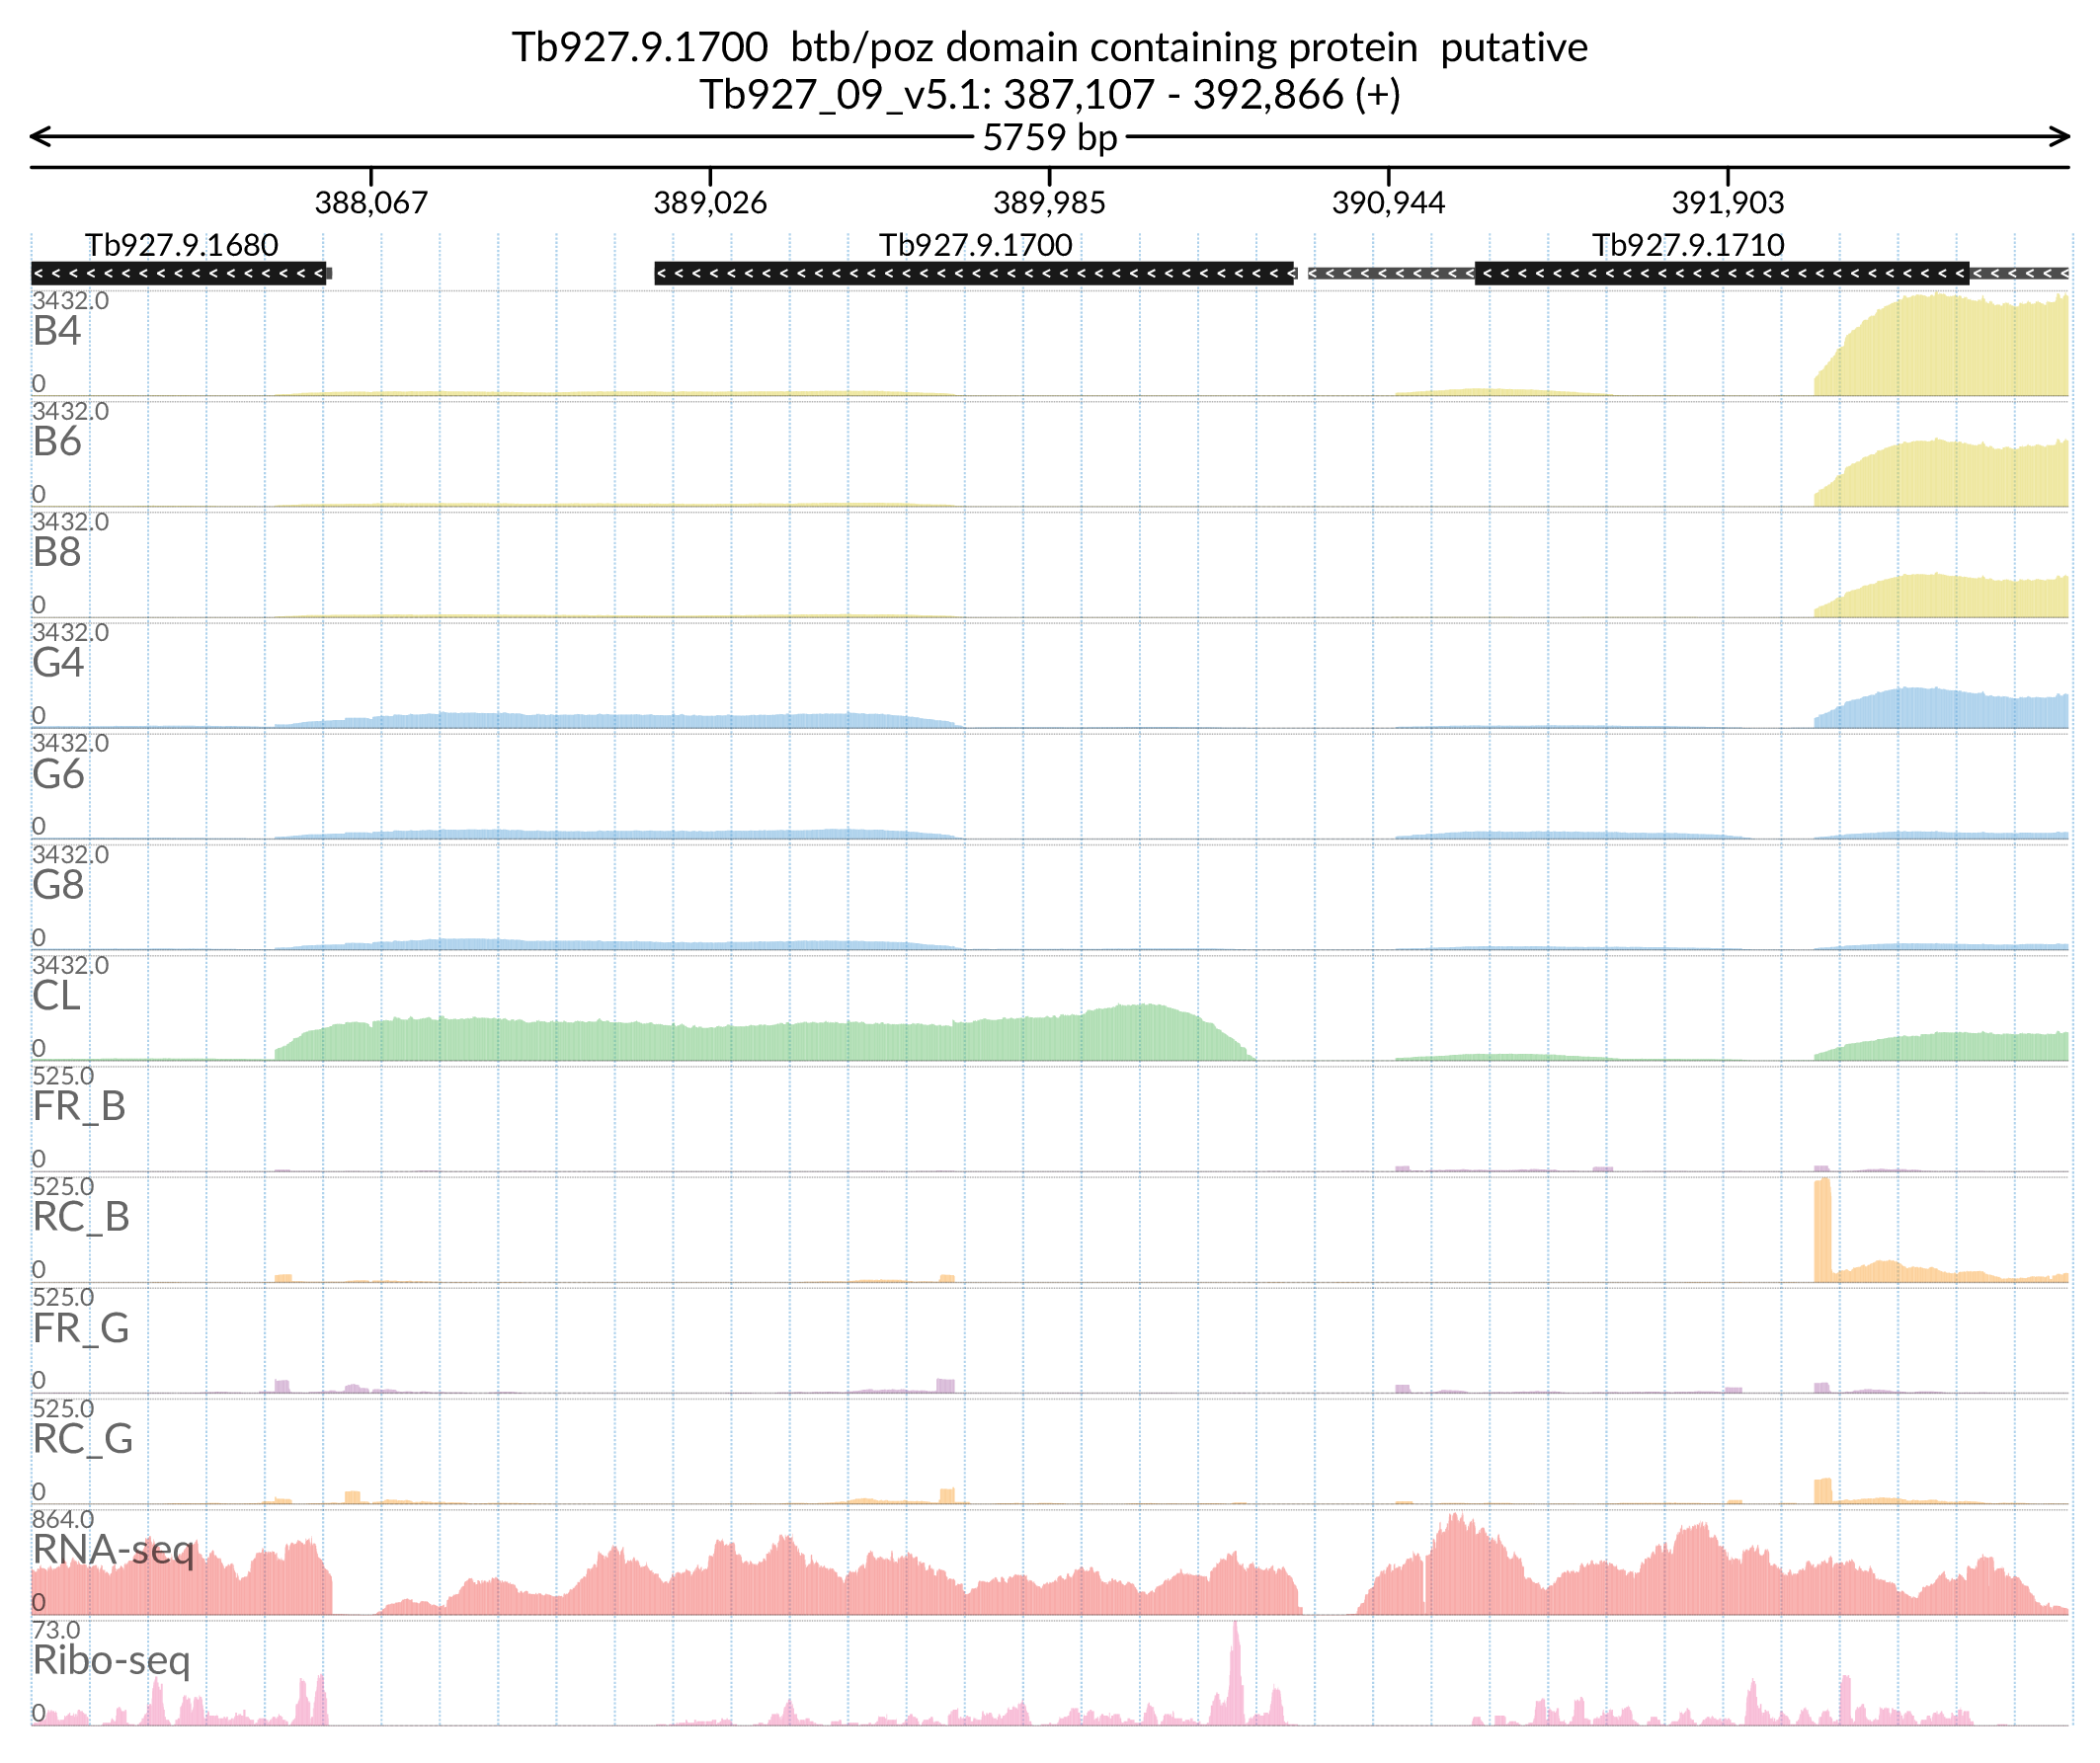 Tb927.9.1700 btb/poz domain containing protein putative
Tb927_09_v5.1: 387,107 - 392,866 (+)
5759 bp
388,067 389,026 389,985 390,944 391,903
Tb927.9.1680 Tb927.9.1700 Tb927.9.1710
3432.0
B4
0
3432.0
B6
0
3432.0
B8
0
3432.0
G4
0
3432.0
G6
0
3432.0
G8
0
3432.0
CL
0
525.0
FR_B
0
525.0
RC_B
0
525.0
FR_G
0
525.0
RC_G
0
864.0
RNA-seq
0
73.0
Ribo-seq
0